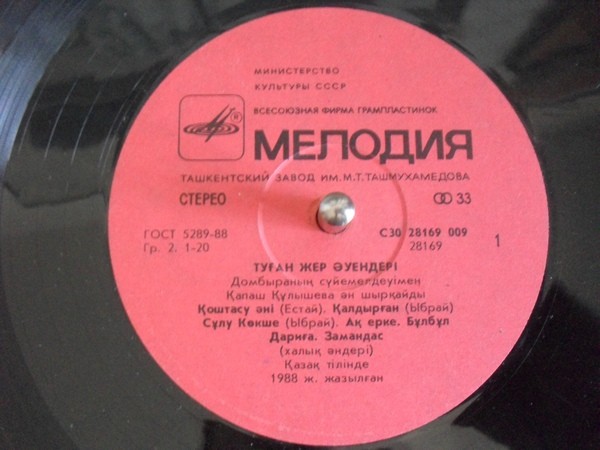 МИНИСТЕРСТВО
КУЛЬТУРЫ СССР
ВСЕСОЮЗНАЯ ФИРМА ГРАМПЛАСТИНОК
®
МЕЛОДИЯ
ТАШКЕНТСКИЙ ЗАВОД ИМ. М. Т. ТАШМУХАМЕДОВА
СТЕРЕО 33
ГОСТ 5289-88 С30 28169 009
Гр. 2. 1-20 28169 1
ТУҒАН ЖЕР ӘУЕНДЕРІ
Домбыраның сүйемелдеуімен
Қапаш Құлышева ән шырқайды
Қоштасу әні (Естай). Қалдырған (Ыбрай)
Сұлу Көкше (Ыбрай). Ақ ерке. Бұлбұл
Дариға. Замандас
(халық әндері)
Қазақ тілінде
1988 ж. жазылған